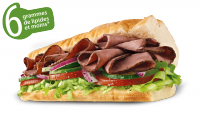 6 grammes
de lipides
et moins*